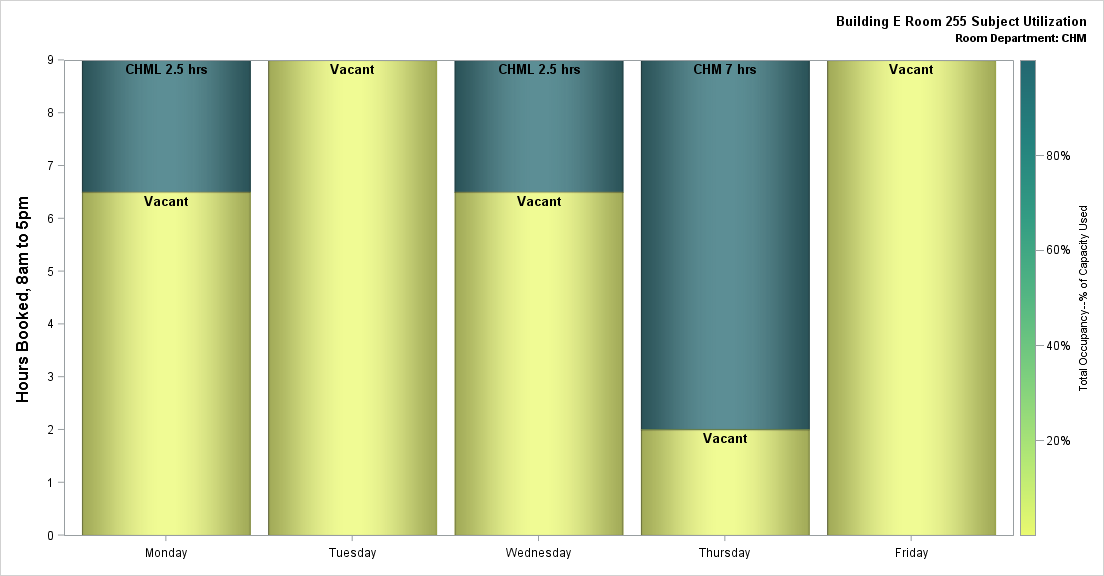 Building E Room 255 Subject Utilization
Room Department: CHM
Hours Booked, 8am to 5pm
9
8
7
6
5
4
3
2
1
0
CHML 2.5 hrs
Vacant
Vacant
CHML 2.5 hrs
Vacant
CHM 7 hrs
Vacant
Vacant
Monday
Tuesday
Wednesday
Thursday
Friday
80%
60%
40%
20%
Total Occupancy--% of Capacity Used